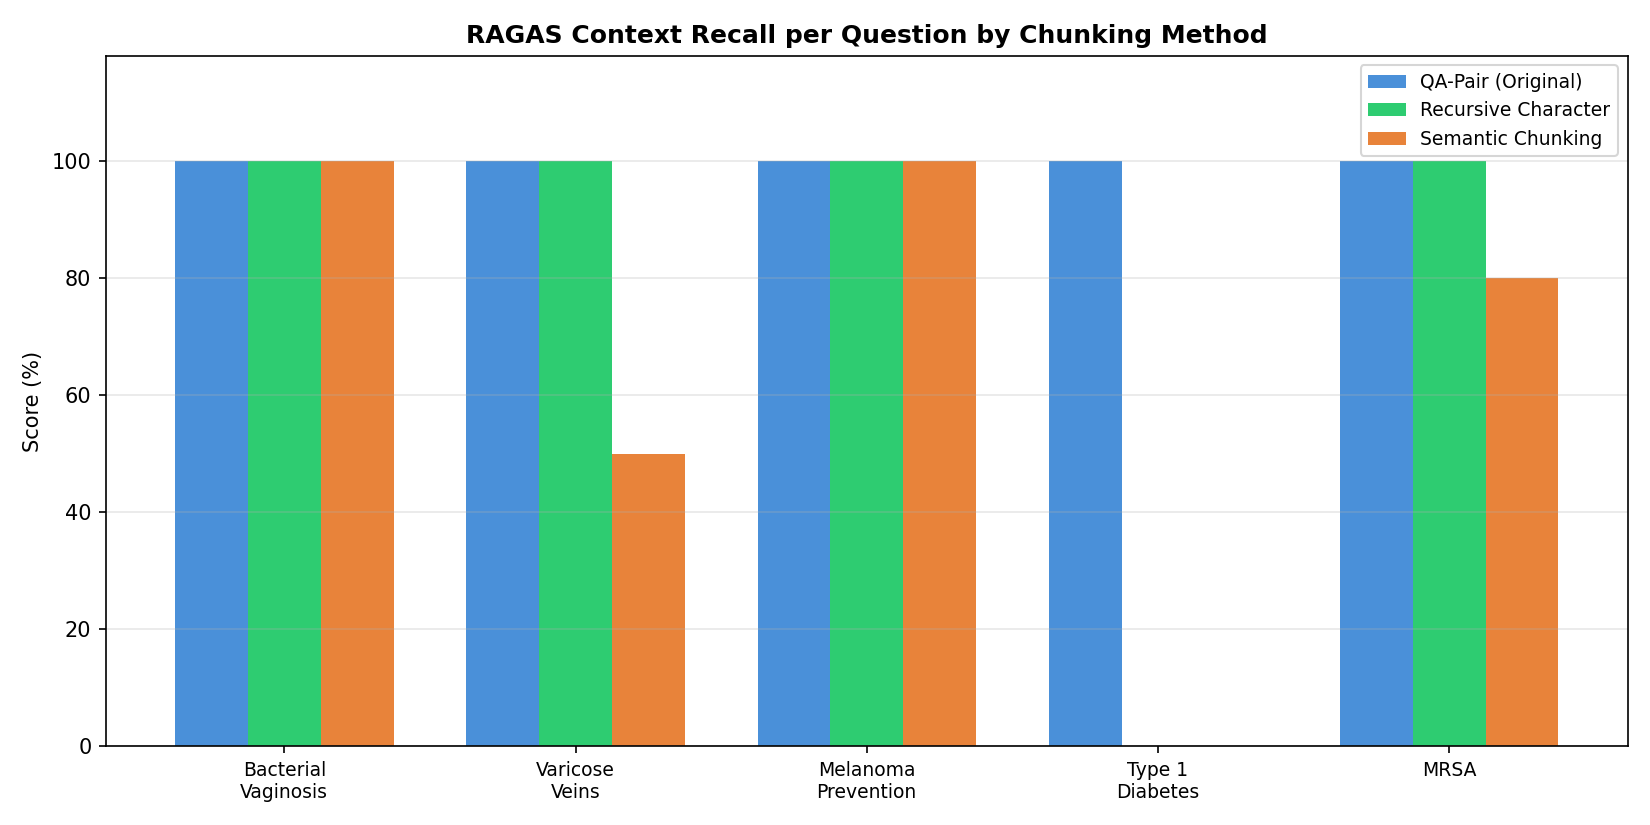 RAGAS Context Recall per Question by Chunking Method
QA-Pair (Original)
Recursive Character
Semantic Chunking
Score (%)
100
80
60
40
20
0
Bacterial
Vaginosis
Varicose
Veins
Melanoma
Prevention
Type 1
Diabetes
MRSA